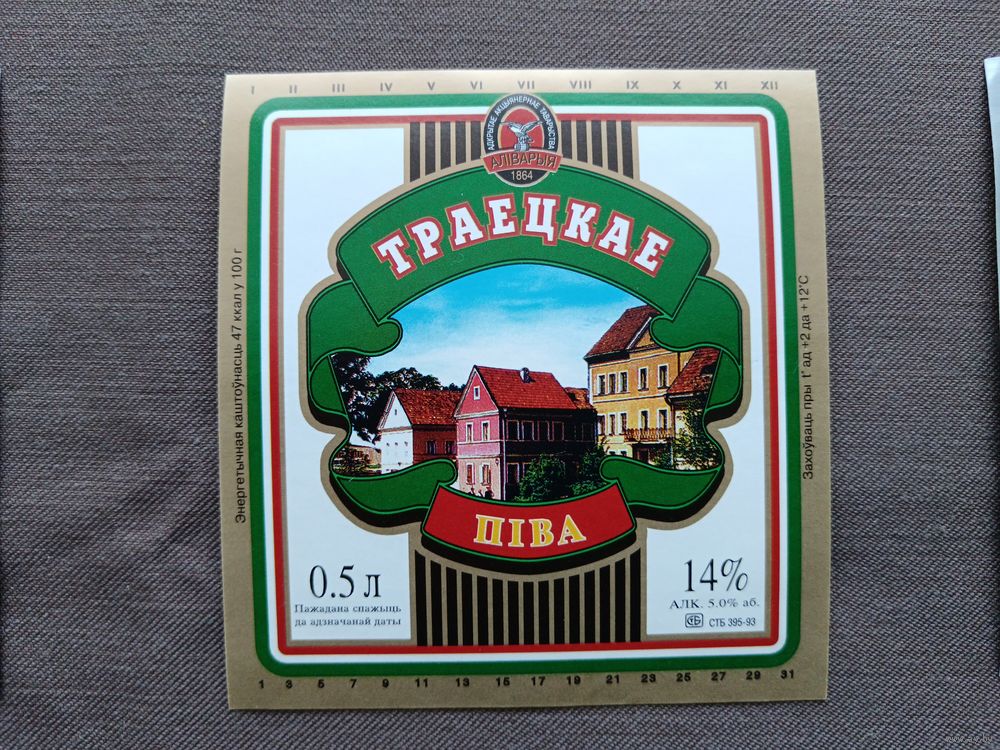 I II III IV V VI VII VIII IX X XI XII
АДКРЫТАЕ АКЦЫЯНЕРНАЕ ТАВАРЫСТВА
АЛІВАРЫЯ
1864
ТРАЕЦКАЕ
Энергетычная каштоўнасць 47 ккал у 100 г
Захоўваць пры t° ад +2 да +12°С
ПІВА
0.5 л
Пажадана спажыць
да адзначанай даты
14%
АЛК. 5.0% аб.
СТБ 395-93
1 3 5 7 9 11 13 15 17 19 21 23 25 27 29 31